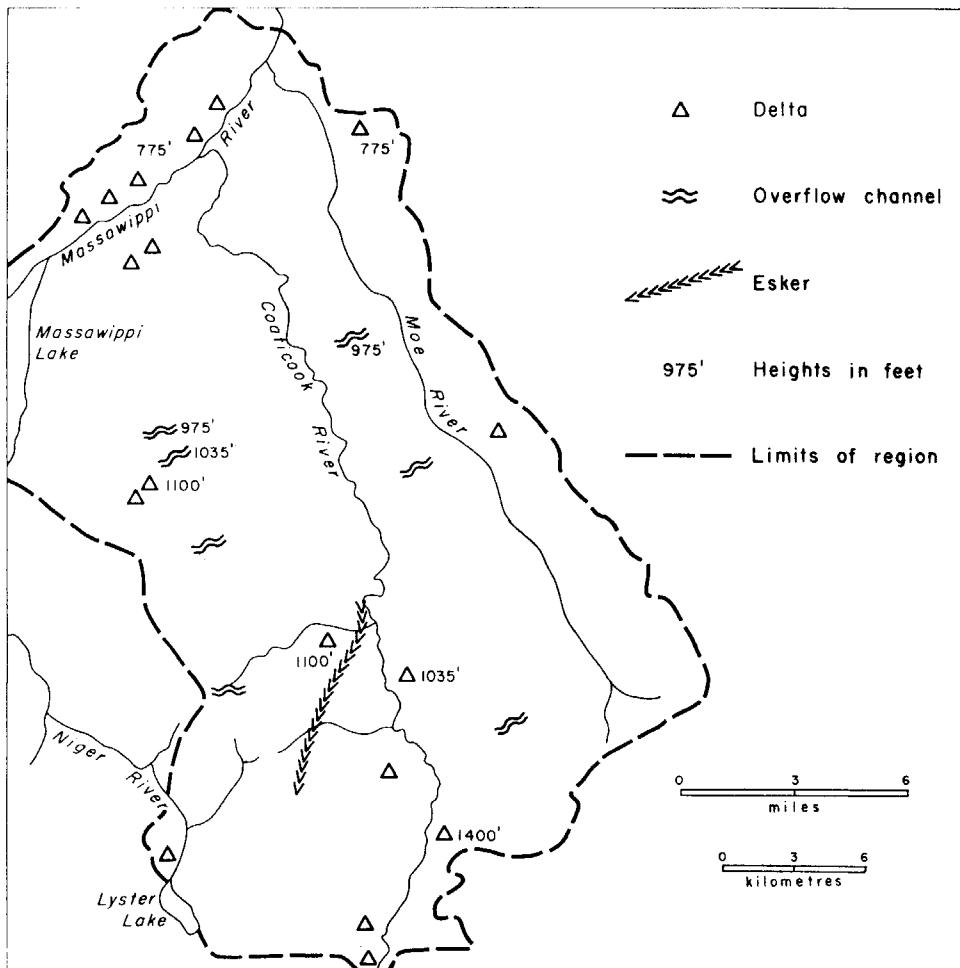 775'
Massawippi River
775'
Massawippi Lake
Coaticook River
Moe River
975'
975'
1035'
1100'
1100'
1035'
Niger River
1400'
Lyster Lake
Delta
Overflow channel
Esker
975' Heights in feet
Limits of region
0 3 6
miles
0 3 6
kilometres